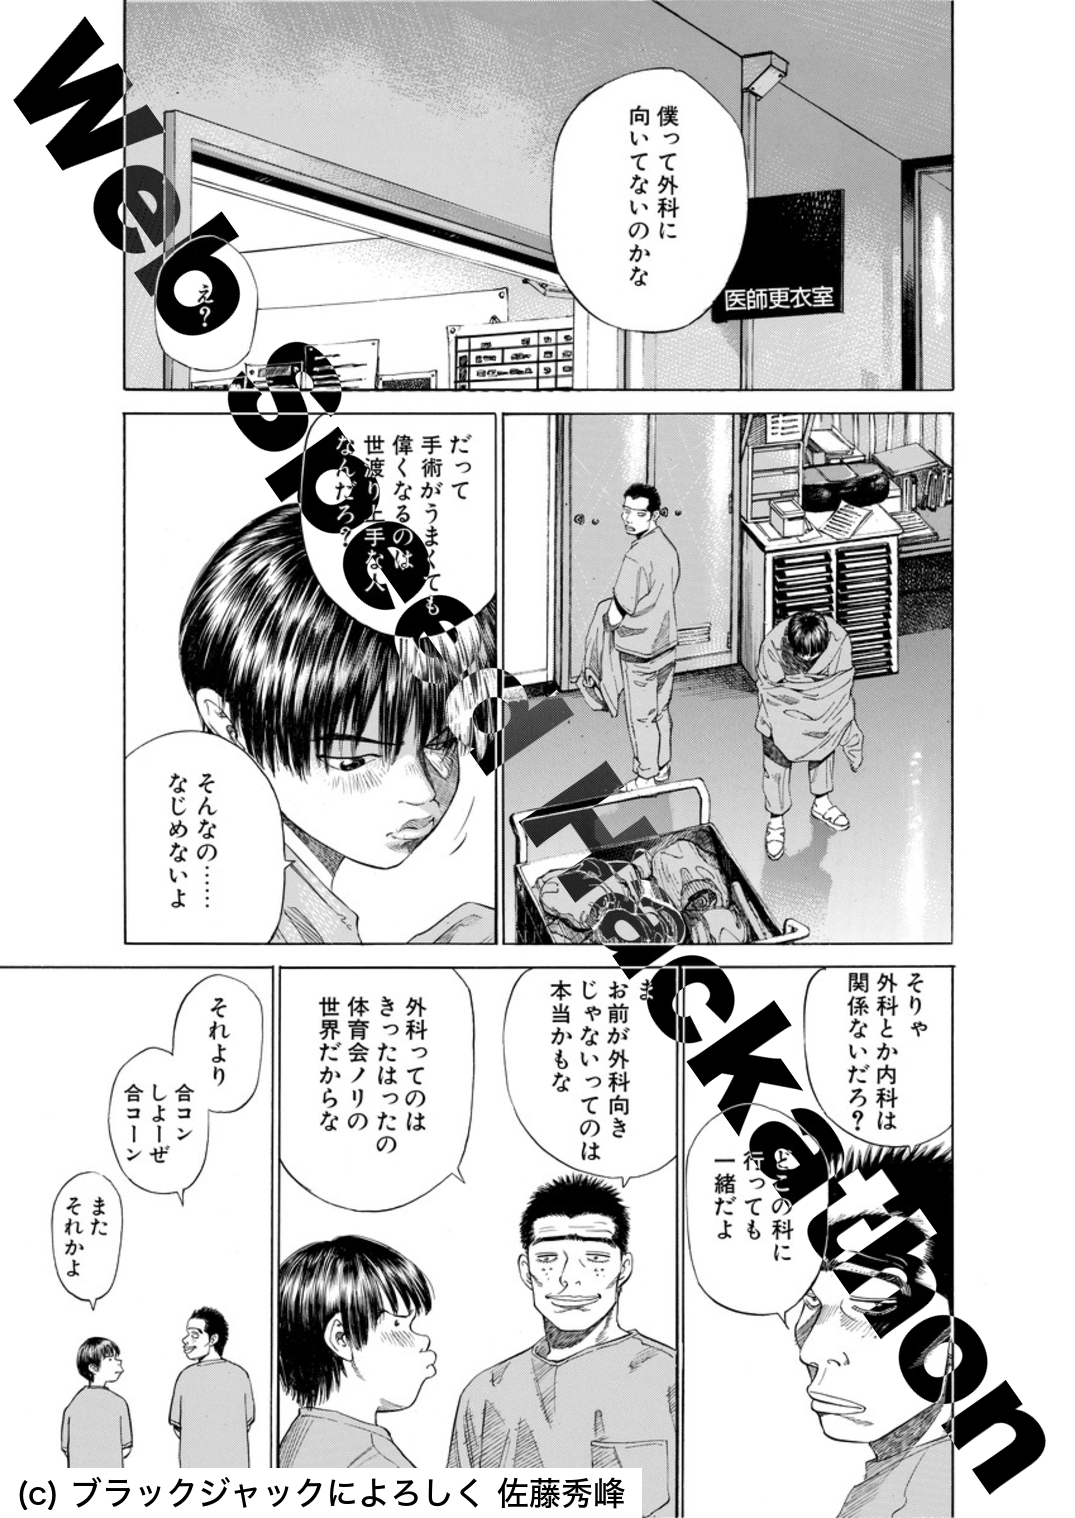 僕って外科に
向いてないのかな
医師更衣室
え?
だって
手術がうまくても
偉くなるのは
世渡り上手な人
なんだろ?
そんなの……
なじめないよ
そりゃ
外科とか内科は
関係ないだろ?
どこの科に
行っても
一緒だよ
ま
お前が外科向き
じゃないってのは
本当かもな
外科ってのは
きったはったの
体育会ノリの
世界だからな
それより
合コン
しよーぜ
合コーン
また
それかよ
(c) ブラックジャックによろしく 佐藤秀峰